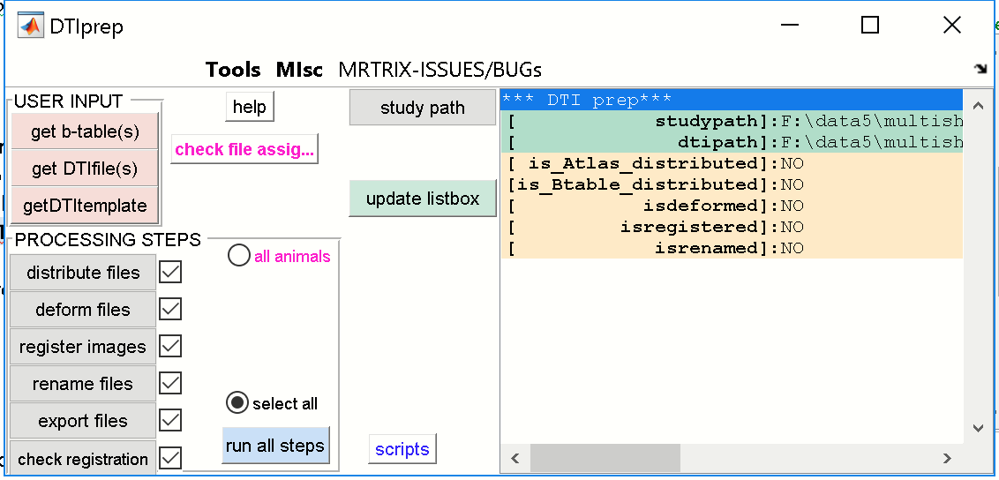 DTIprep
Tools MIsc MRTRIX-ISSUES/BUGs
USER INPUT
get b-table(s)
get DTIfile(s)
getDTItemplate
help
check file assig...
study path
update listbox
PROCESSING STEPS
distribute files
deform files
register images
rename files
export files
check registration
all animals
select all
run all steps
scripts
*** DTI prep***
[ studypath]:F:\data5\multish
[ dtipath]:F:\data5\multish
[ is_Atlas_distributed]:NO
[is_Btable_distributed]:NO
[ isdeformed]:NO
[ isregistered]:NO
[ isrenamed]:NO